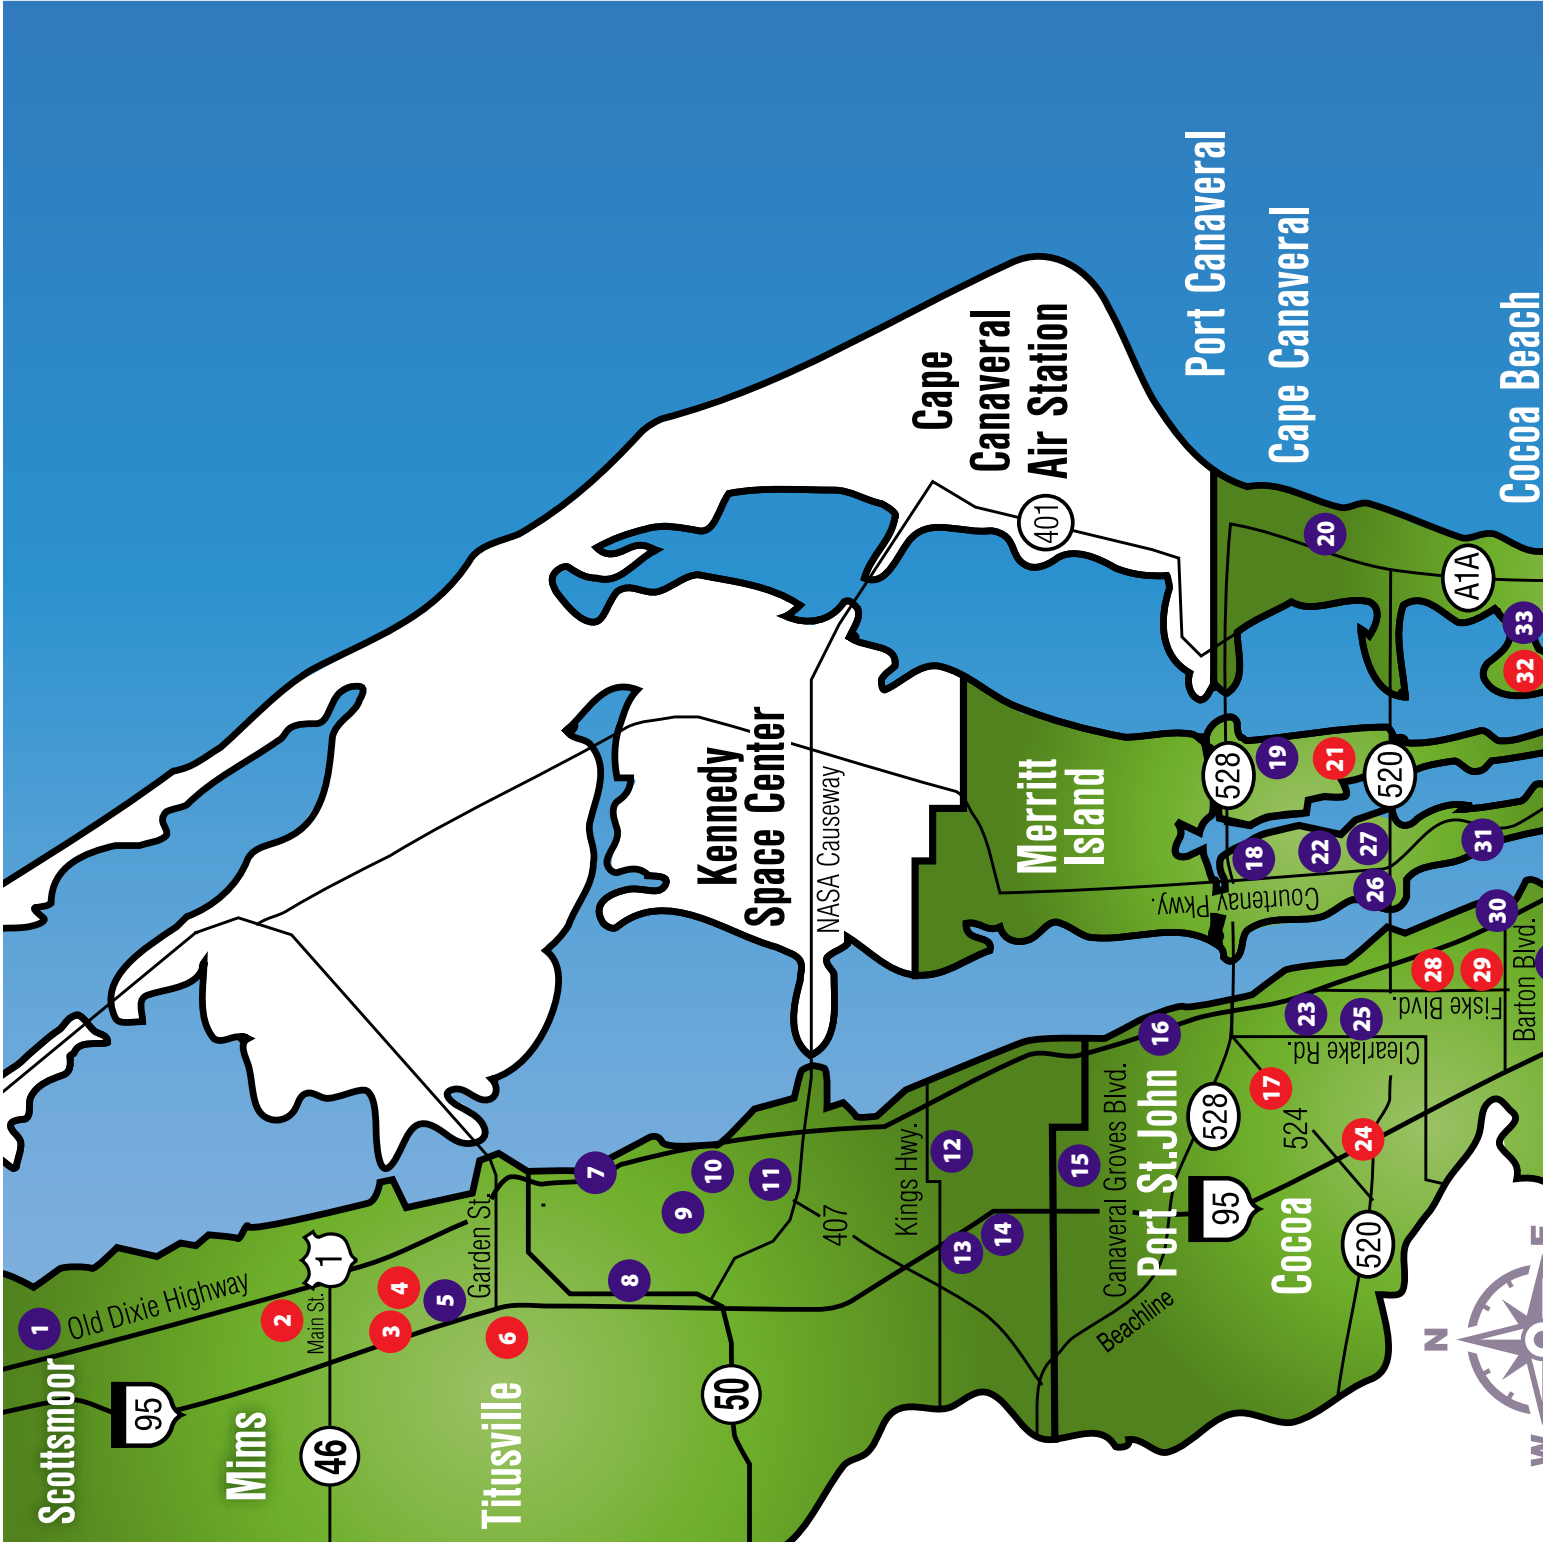 Scottsmoor
1
Old Dixie Highway
95
Mims
2
Main St.
1
46
3
4
5
6
Garden St.
Titusville
7
8
9
10
11
50
407
Kennedy
Space Center
NASA Causeway
Cape
Canaveral
Air Station
401
Kings Hwy.
12
13
14
15
Canaveral Groves Blvd.
Port St.John
Beachline
16
528
95
17
524
Cocoa
24
520
Merritt
Island
528
Courtenay Pkwy.
18
19
21
22
27
26
520
31
Port Canaveral
Cape Canaveral
20
A1A
Cocoa Beach
33
32
23
25
Clearlake Rd.
Fiske Blvd.
28
29
30
Barton Blvd.
N
E
W